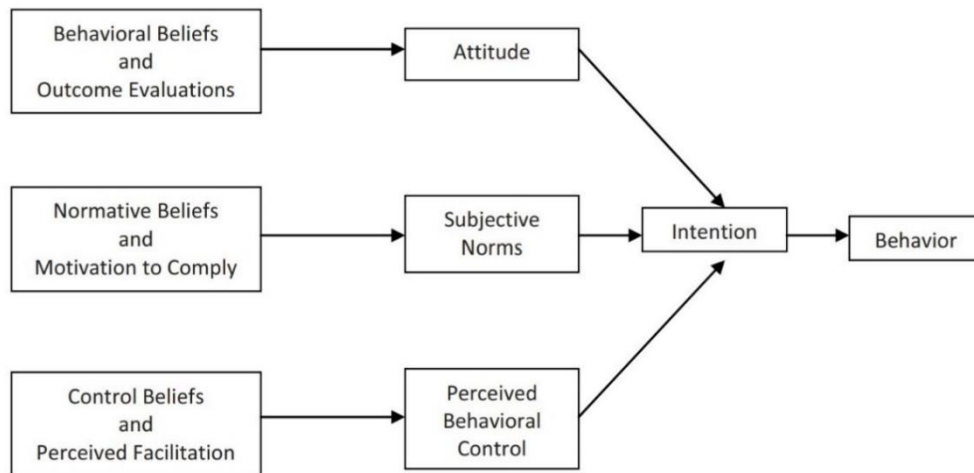 Behavioral Beliefs
and
Outcome Evaluations
Attitude
Normative Beliefs
and
Motivation to Comply
Subjective
Norms
Intention
Behavior
Control Beliefs
and
Perceived Facilitation
Perceived
Behavioral
Control